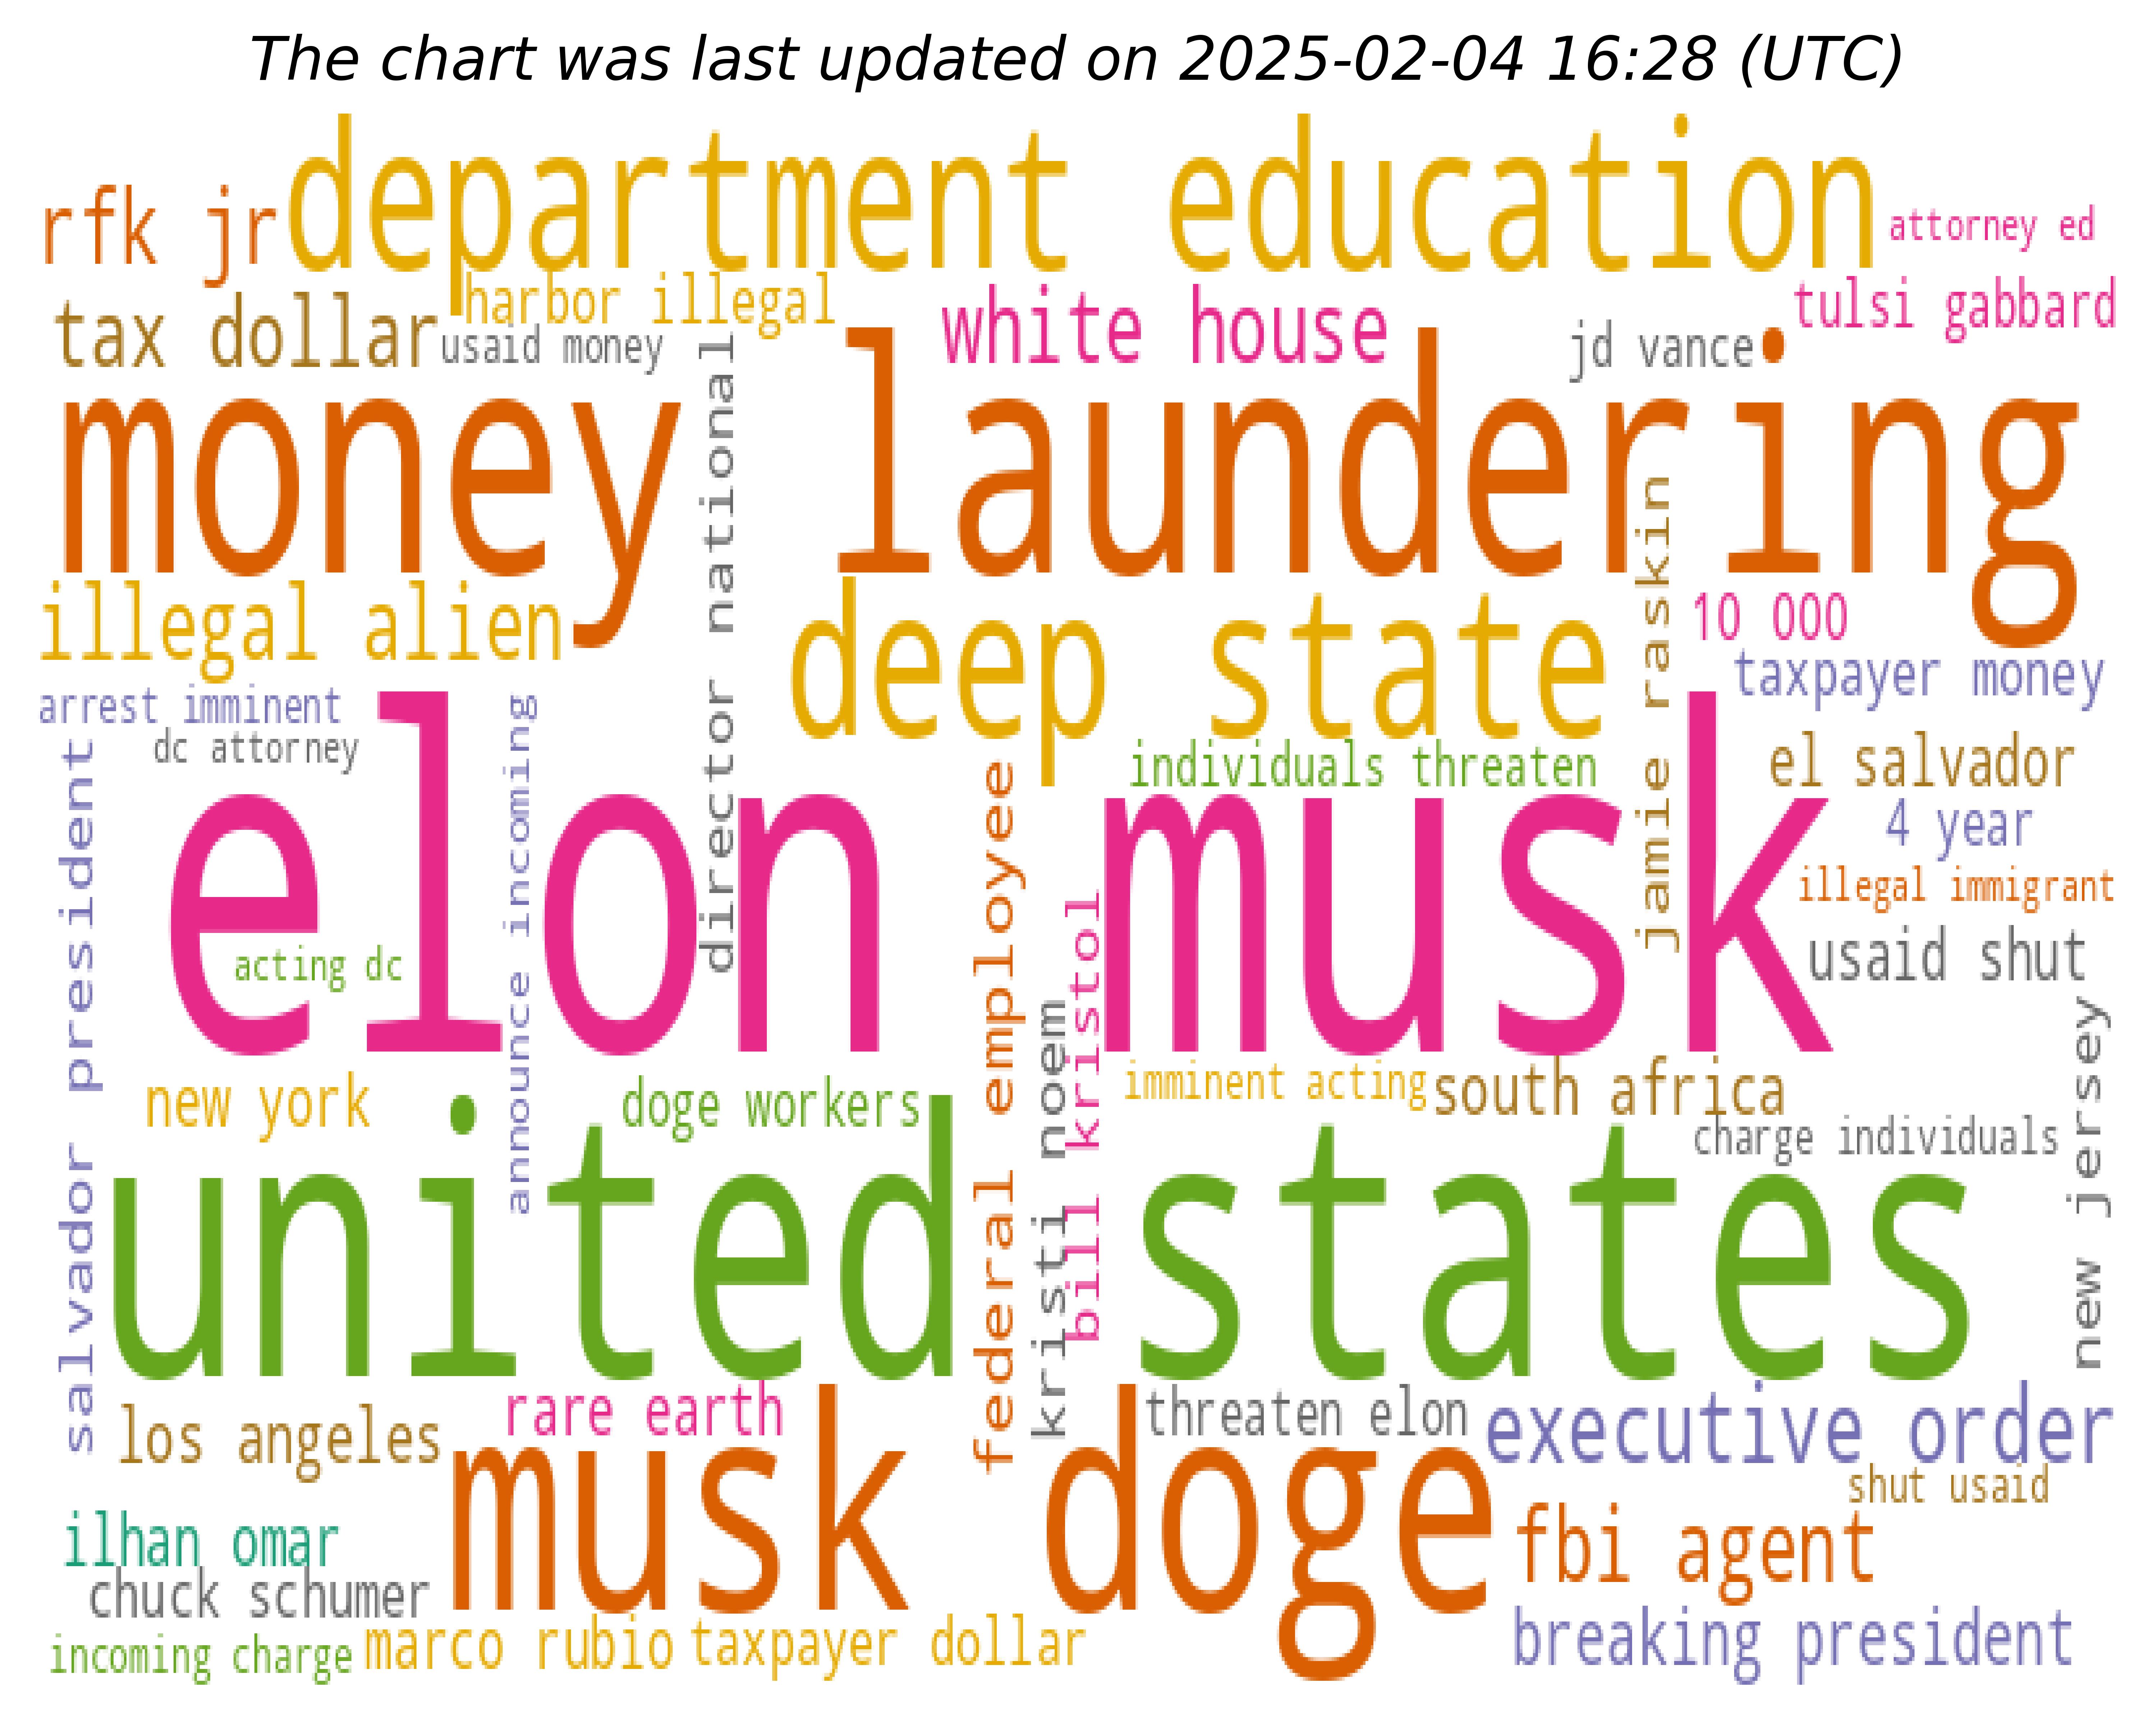 The chart was last updated on 2025-02-04 16:28 (UTC)
department education
rfk jr
attorney ed
harbor illegal
white house
tulsi gabbard
tax dollar
usaid money
jd vance
money laundering
director national
jamie raskin
illegal alien
deep state
10 000
taxpayer money
arrest imminent
dc attorney
individuals threaten
el salvador
elon musk
4 year
illegal immigrant
acting dc
announce incoming
usaid shut
salvador president
federal employee
kristi noem
bill kristol
new york
doge workers
imminent acting
south africa
charge individuals
new jersey
united states
los angeles
rare earth
threaten elon
executive order
musk doge
shut usaid
ilhan omar
fbi agent
chuck schumer
incoming charge
marco rubio
taxpayer dollar
breaking president